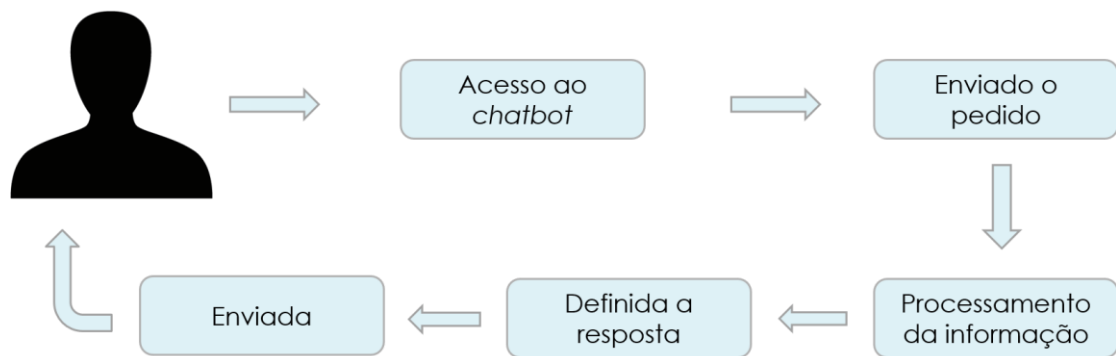 Acesso ao
chatbot
Enviado o
pedido
Processamento
da informação
Definida a
resposta
Enviada